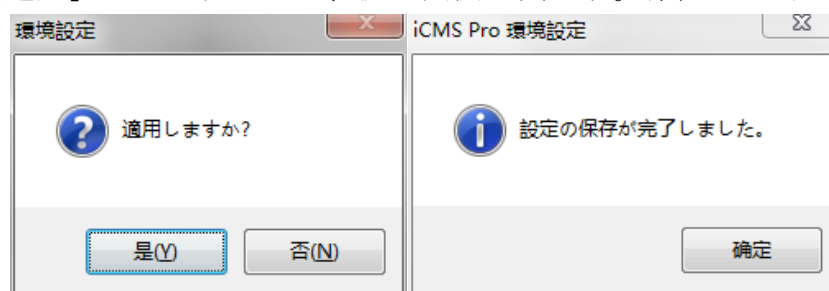 環境設定
適用しますか?
是(Y)
否(N)
iCMS Pro 環境設定
設定の保存が完了しました。
确定